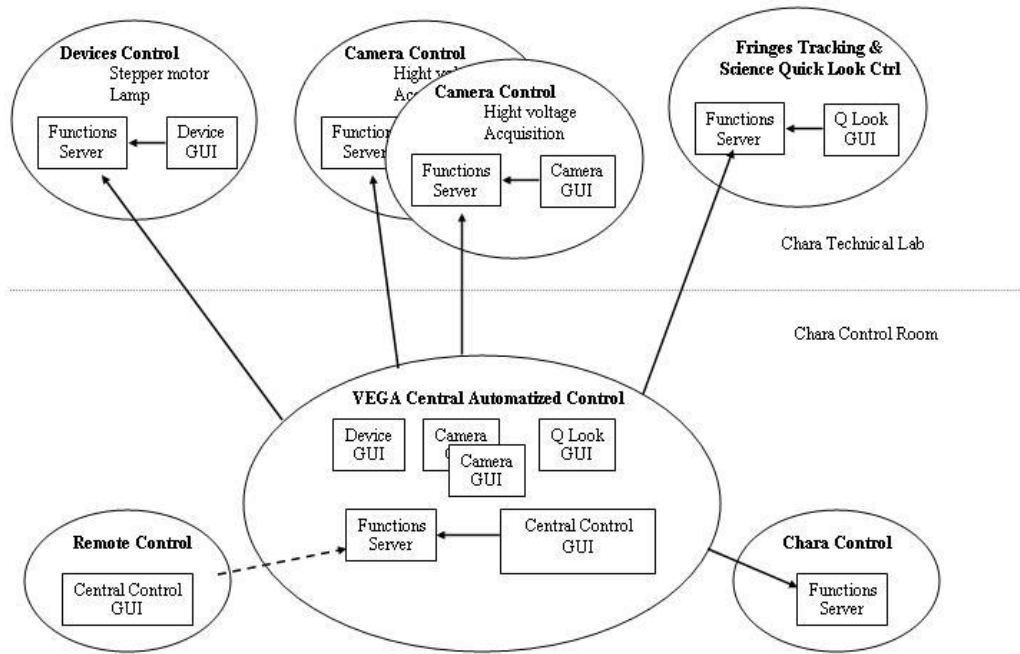 Devices Control
Stepper motor
Lamp
Functions
Server
Device
GUI
Camera Control
Hight
Functions
Server
Camera Control
Hight voltage
Acquisition
Functions
Server
Camera
GUI
Fringes Tracking &
Science Quick Look Ctrl
Functions
Server
Q Look
GUI
Chara Technical Lab
Chara Control Room
VEGA Central Automatized Control
Device
GUI
Camera
Camera
GUI
Q Look
GUI
Functions
Server
Central Control
GUI
Remote Control
Central Control
GUI
Chara Control
Functions
Server